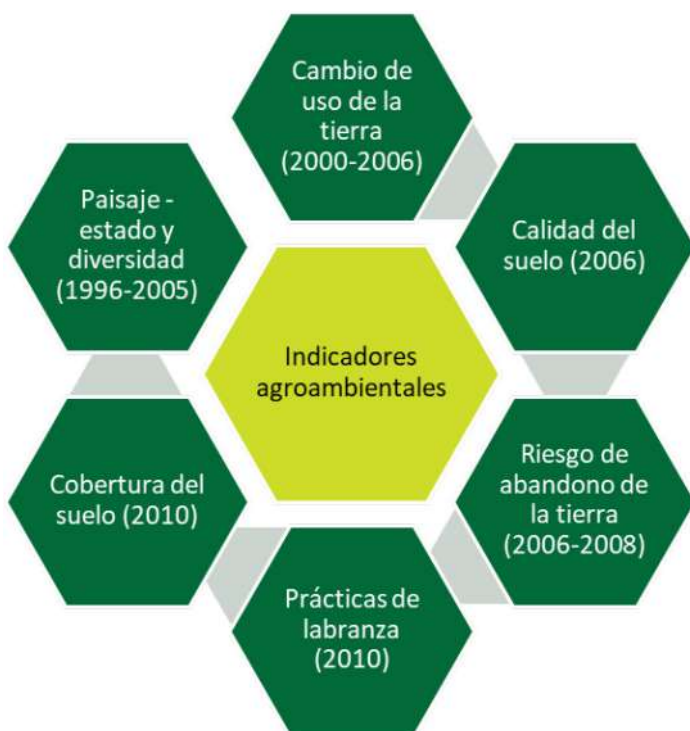 Cambio de
uso de la
tierra
(2000-2006)
Paisaje -
estado y
diversidad
(1996-2005)
Calidad del
suelo (2006)
Indicadores
agroambientales
Cobertura del
suelo (2010)
Riesgo de
abandono de
la tierra
(2006-2008)
Prácticas de
labranza
(2010)